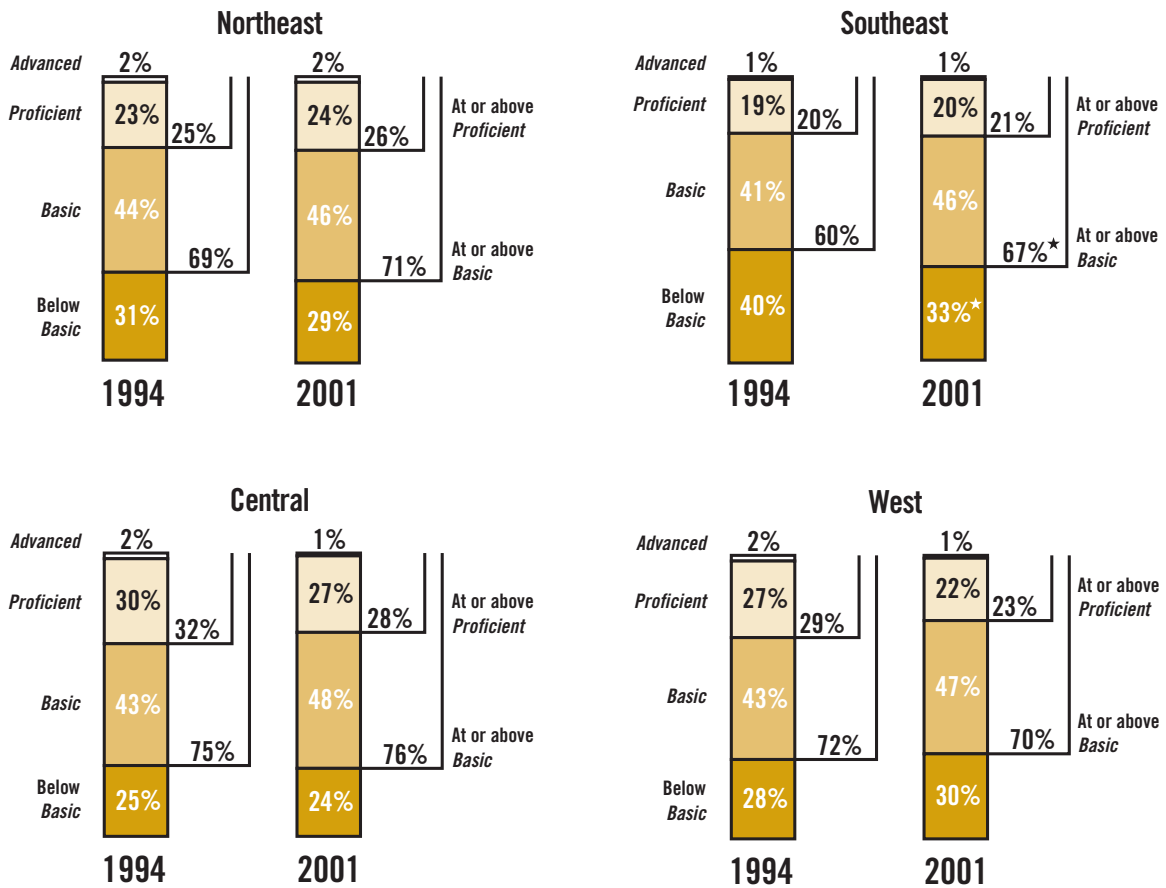 Northeast
Advanced 2% 2%
Proficient 23% 24% At or above
25% 26% Proficient
Basic 44% 46%
69% 71% At or above
Basic
Below
Basic 31% 29%
1994 2001
Southeast
Advanced 1% 1%
Proficient 19% 20% At or above
20% 21% Proficient
Basic 41% 46%
60% 67%★ At or above
Basic
Below
Basic 40% 33%★
1994 2001
Central
Advanced 2% 1%
Proficient 30% 27% At or above
32% 28% Proficient
Basic 43% 48%
75% 76% At or above
Basic
Below
Basic 25% 24%
1994 2001
West
Advanced 2% 1%
Proficient 27% 22% At or above
29% 23% Proficient
Basic 43% 47%
72% 70% At or above
Basic
Below
Basic 28% 30%
1994 2001